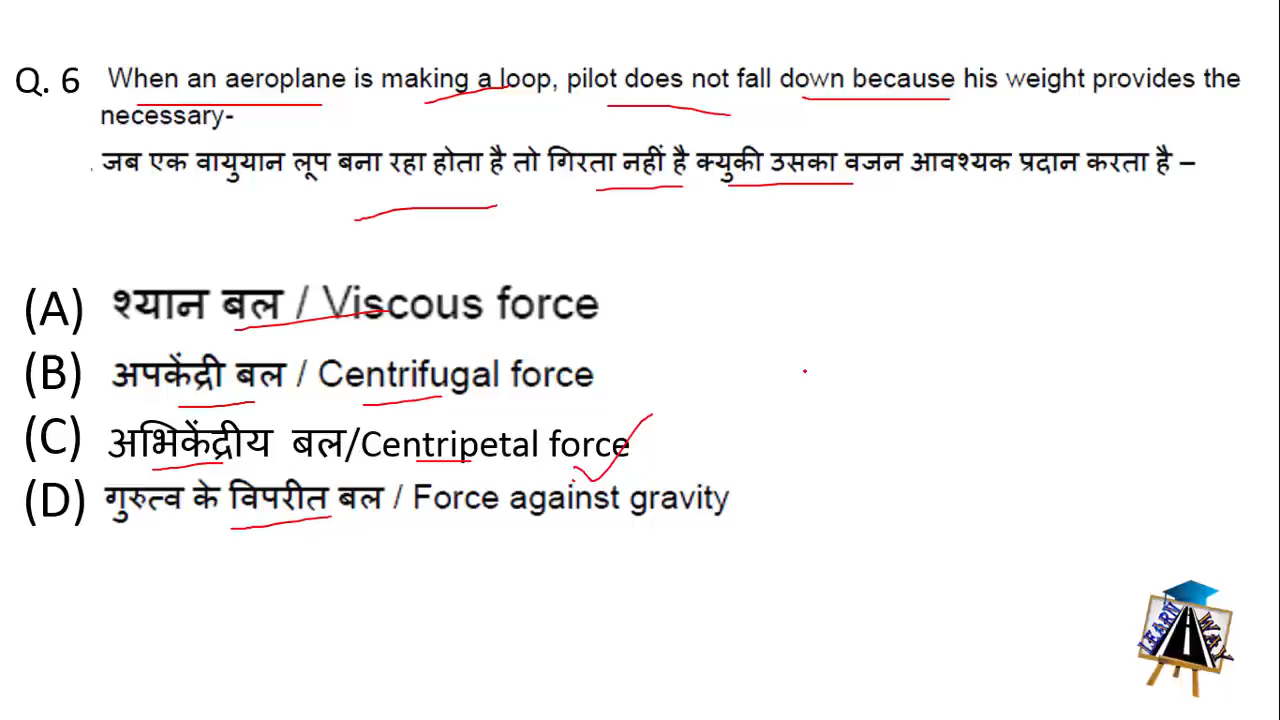 Q. 6 When an aeroplane is making a loop, pilot does not fall down because his weight provides the
necessary-
. जब एक वायुयान लूप बना रहा होता है तो गिरता नहीं है क्युकी उसका वजन आवश्यक प्रदान करता है –
(A) श्यान बल / Viscous force
(B) अपकेंद्री बल / Centrifugal force
(C) अभिकेंद्रीय बल/Centripetal force
(D) गुरुत्व के विपरीत बल / Force against gravity
LEARN WAY